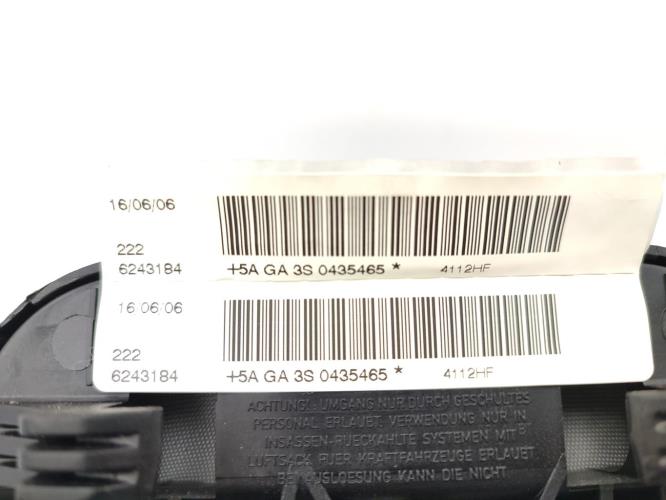 16/06/06
222
6243184 +5A GA 3S 0435465 * 4112HF
16 06/06
222
6243184 +5A GA 3S 0435465 * 4112HF
ACHTUNG! UMGANG NUR DURCH GESCHULTES
PERSONAL ERLAUBT. VERWENDUNG NUR IN
INSASSEN-RUECKAHLTE SYSTEMEN MIT
LUFTSACK FUER KRAFTFAHRZEUGE ERLAUBT.
BEI AUSLOESUNG KANN DIE NICHT